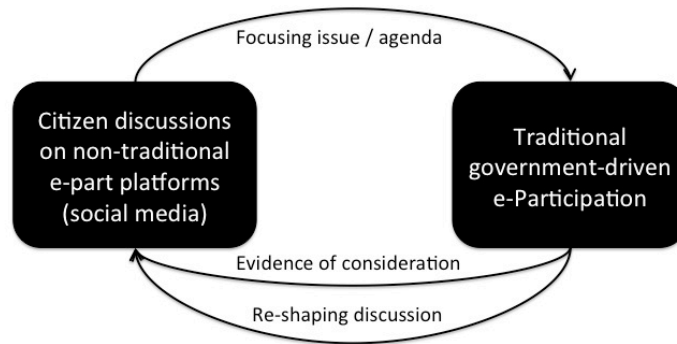 Focusing issue / agenda
Citizen discussions
on non-traditional
e-part platforms
(social media)
Traditional
government-driven
e-Participation
Evidence of consideration
Re-shaping discussion